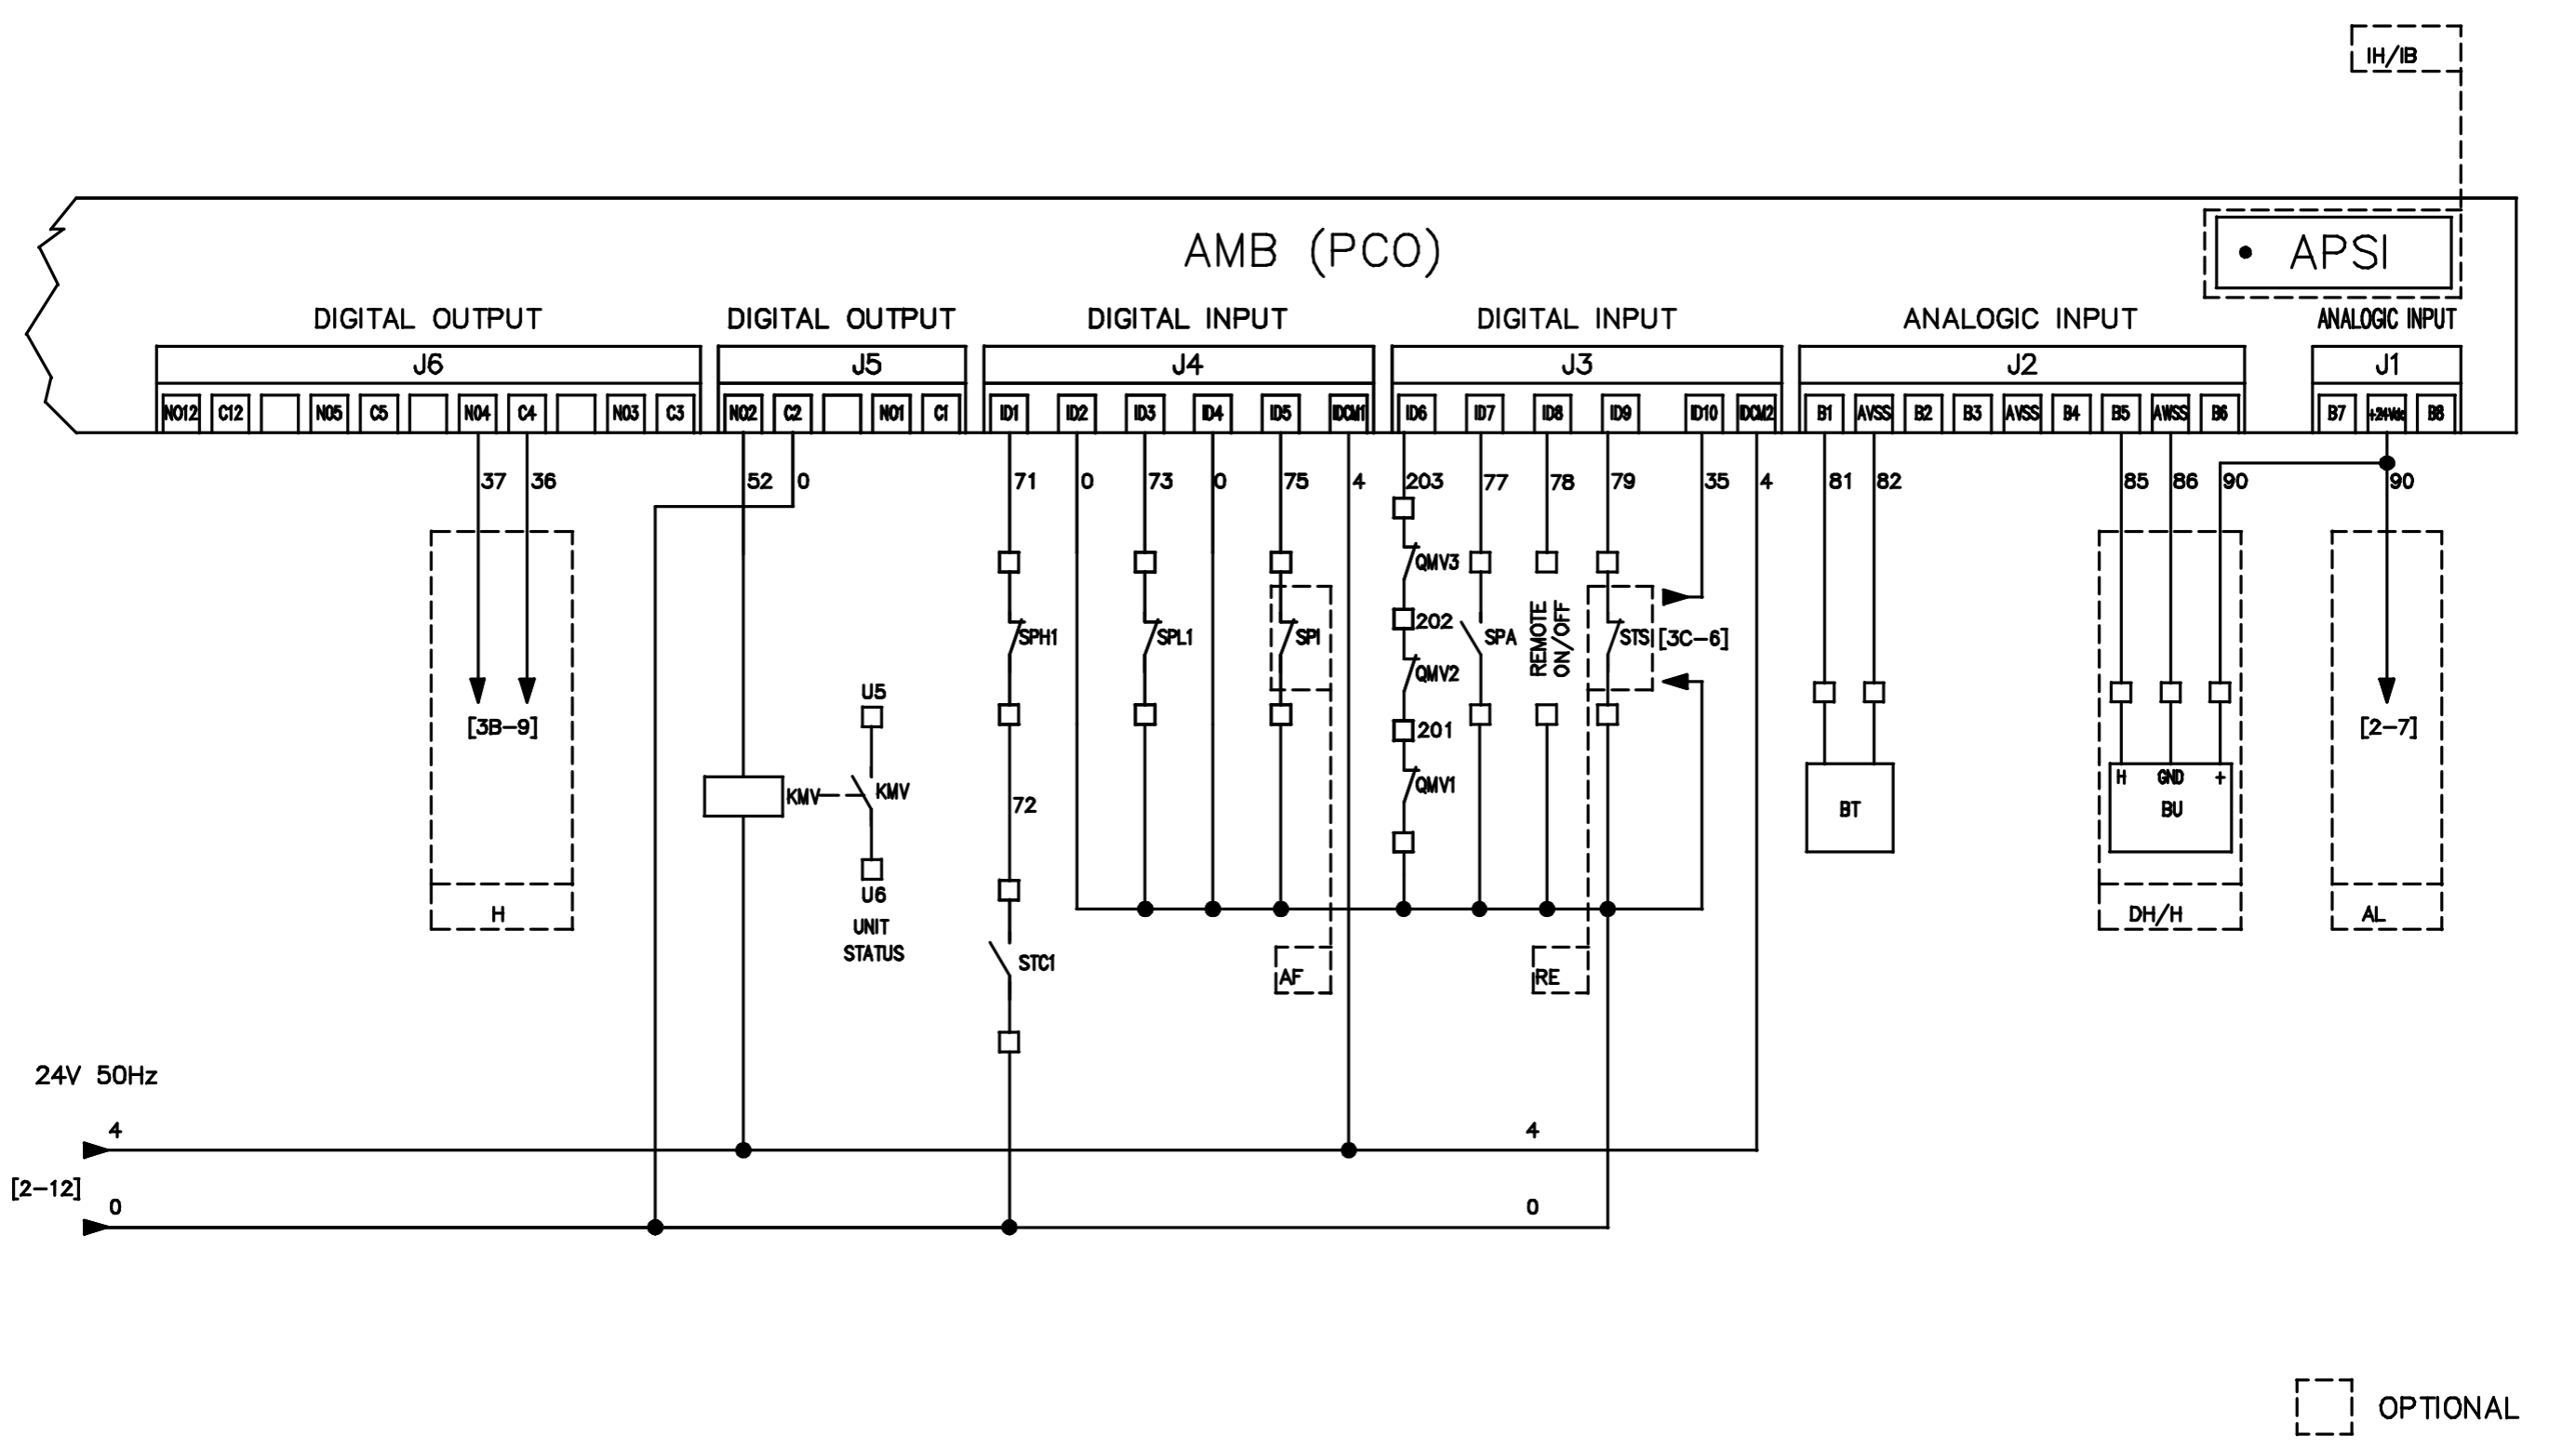 IH/IB
AMB (PCO)
APSI
DIGITAL OUTPUT
DIGITAL OUTPUT
DIGITAL INPUT
DIGITAL INPUT
ANALOGIC INPUT
ANALOGIC INPUT
J6
J5
J4
J3
J2
J1
NO12 C12 NO5 C5 NO4 C4 NO3 C3
NO2 C2 NO1 C1
ID1 ID2 ID3 ID4 ID5 IDCM1
ID6 ID7 ID8 ID9 ID10 IDCM2
B1 AVSS B2 B3 AVSS B4 B5 AWSS B6
B7 +24Vdc B8
37 36 52 0 71 0 73 0 75 4 203 77 78 79 35 4 81 82 85 86 90 90
QMV3
202
SPH1
SPL1
SPI
SPA
REMOTE
ON/OFF
STSI
[3C-6]
QMV2
U5
[3B-9]
201
[2-7]
KMV
KMV
72
QMV1
H GND +
BT
BU
U6
UNIT
STATUS
H
DH/H
AL
STC1
AF
RE
24V 50Hz
4
4
[2-12]
0
0
OPTIONAL